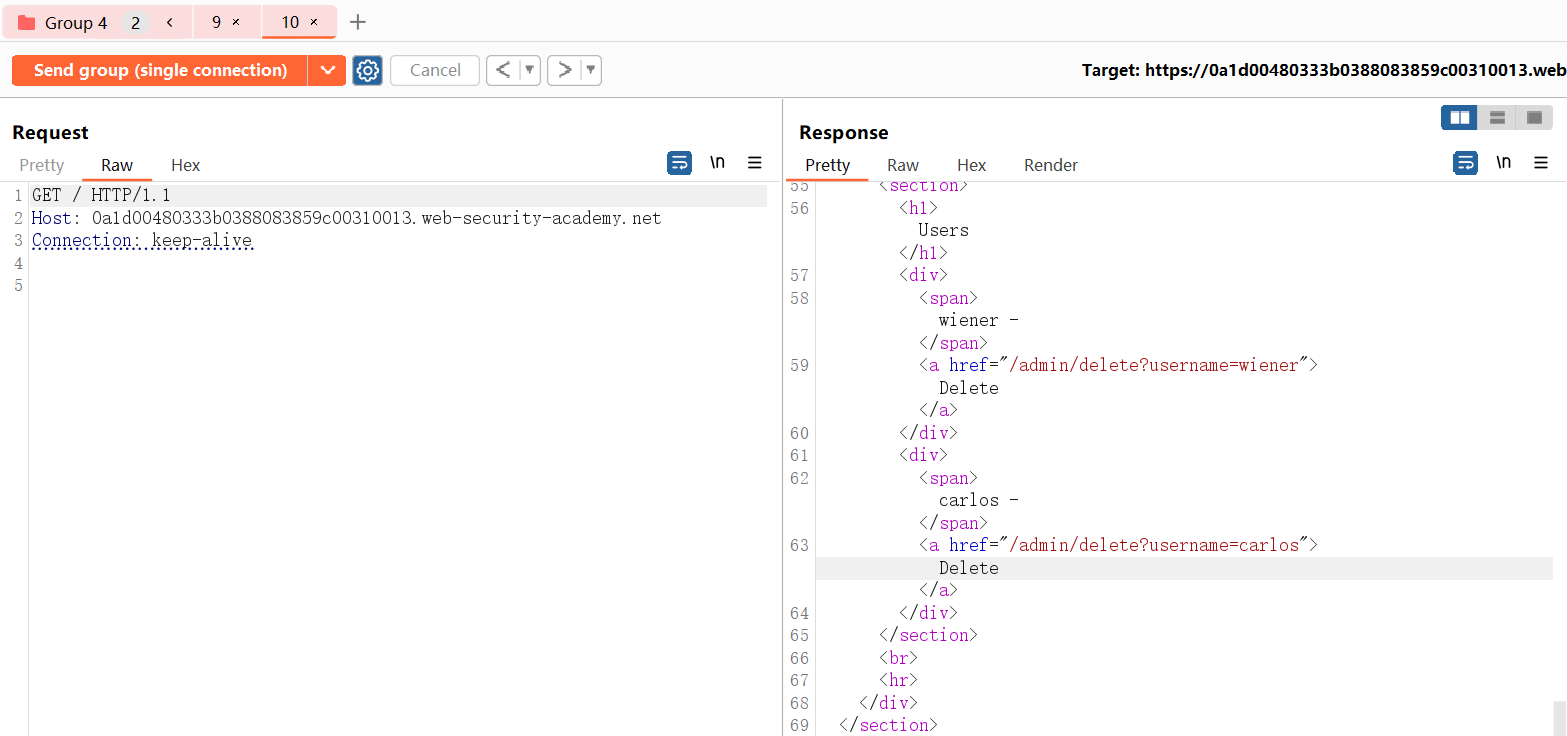 Group 4 2 < 9 × 10 × +
Send group (single connection) Cancel < ▼ > ▼ Target: https://0a1d00480333b0388083859c00310013.web
Request
Pretty Raw Hex \n ≡
1 GET / HTTP/1.1
2 Host: 0a1d00480333b0388083859c00310013.web-security-academy.net
3 Connection: keep-alive
4
5
Response
Pretty Raw Hex Render \n ≡
55 <section>
56 <h1>
Users
</h1>
57 <div>
58 <span>
wiener -
</span>
59 <a href="/admin/delete?username=wiener">
Delete
</a>
60 </div>
61 <div>
62 <span>
carlos -
</span>
63 <a href="/admin/delete?username=carlos">
Delete
</a>
64 </div>
65 </section>
66 <br>
67 <hr>
68 </div>
69 </section>